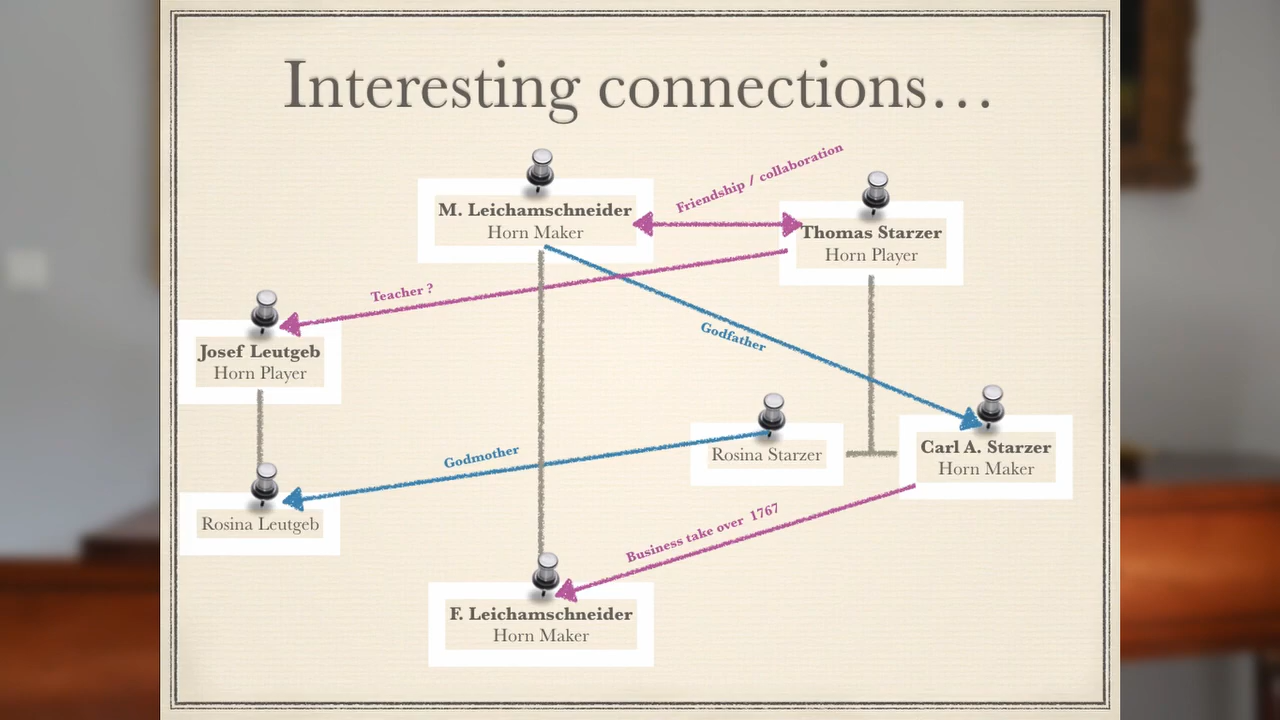 Interesting connections…
Friendship / collaboration
M. Leichamschneider
Horn Maker
Thomas Starzer
Horn Player
Teacher ?
Godfather
Josef Leutgeb
Horn Player
Godmother
Rosina Starzer
Carl A. Starzer
Horn Maker
Rosina Leutgeb
Business take over 1767
F. Leichamschneider
Horn Maker